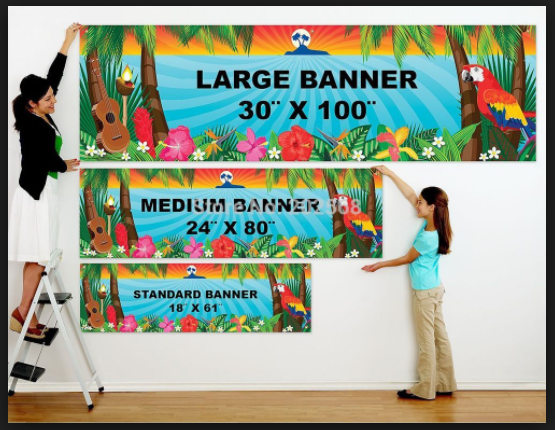 LARGE BANNER
30¨ X 100¨
MEDIUM BANNER
24¨ X 80¨
STANDARD BANNER
18¨ X 61¨